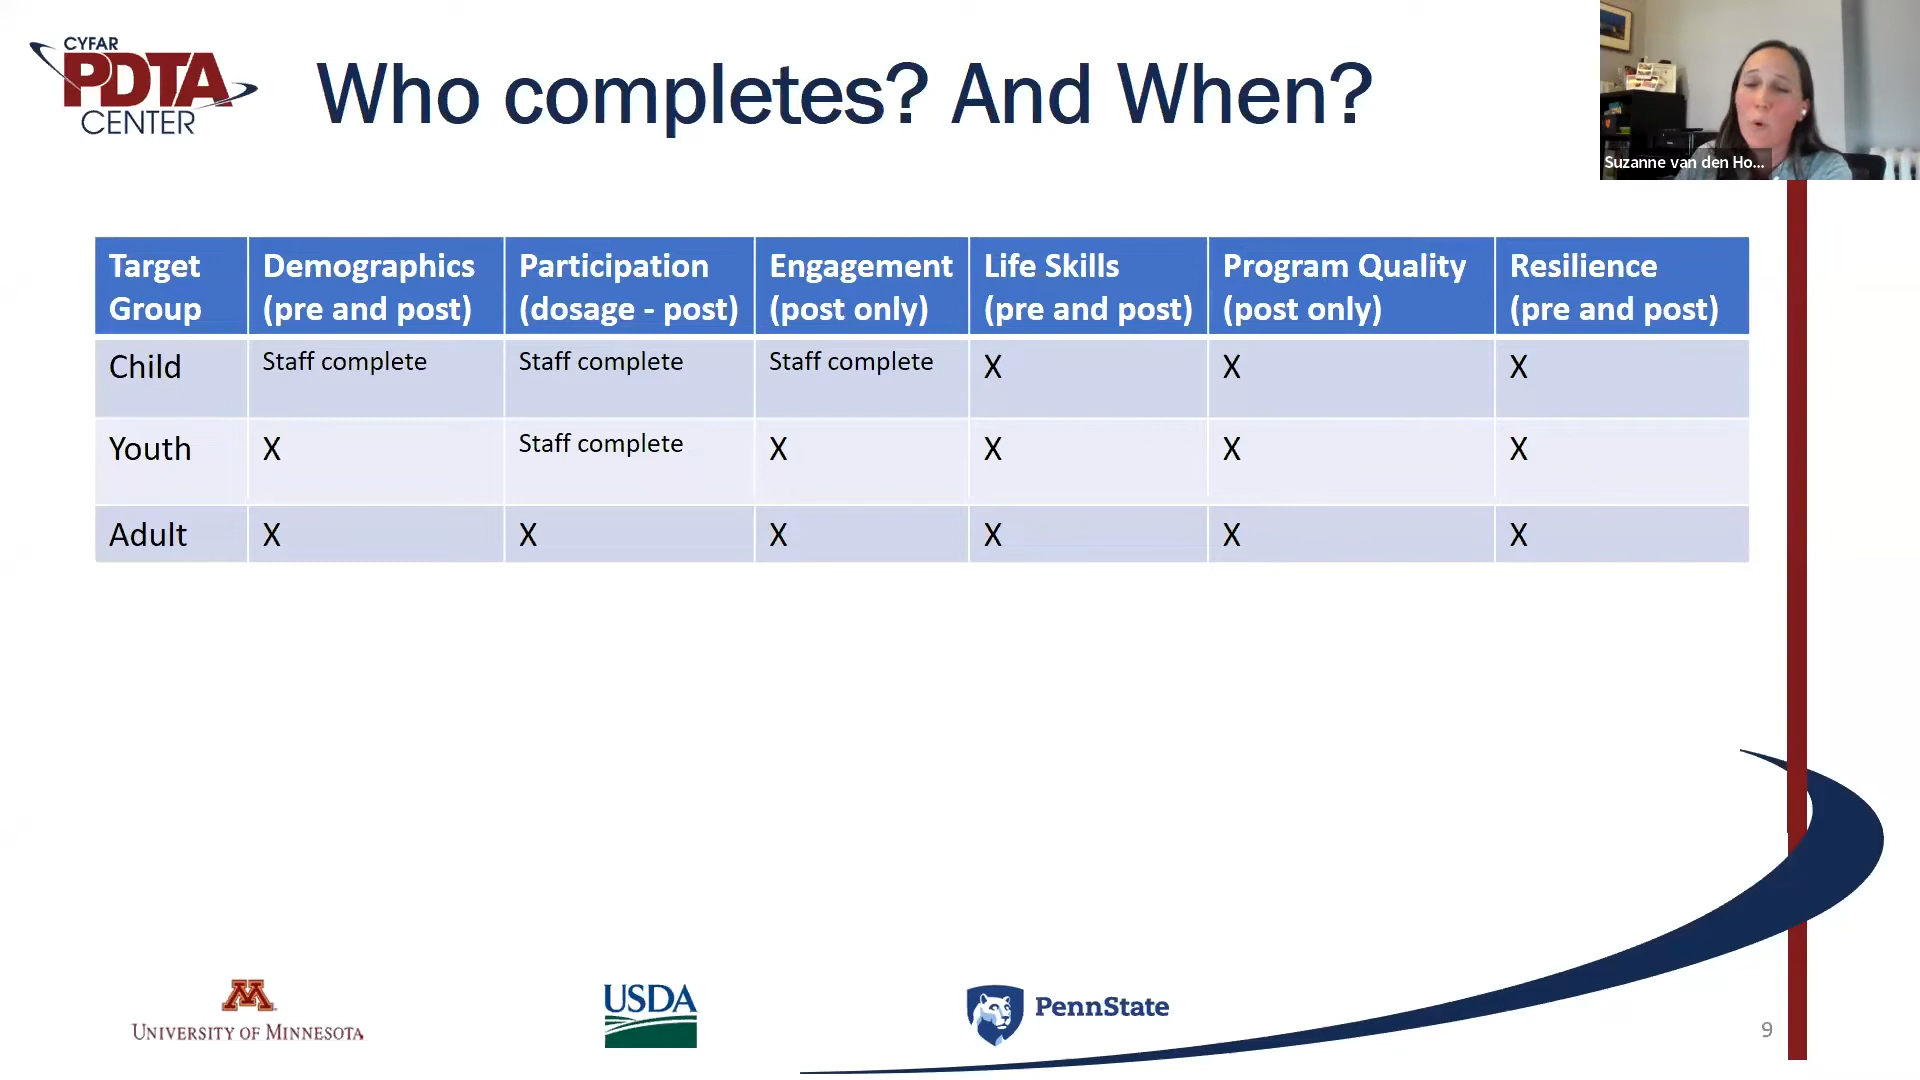 CYFAR
PDTA
CENTER
Who completes? And When?
Suzanne van den Ho...
Target Group Demographics (pre and post) Participation (dosage - post) Engagement (post only) Life Skills (pre and post) Program Quality (post only) Resilience (pre and post)
Child Staff complete Staff complete Staff complete X X X
Youth X Staff complete X X X X
Adult X X X X X X
M
UNIVERSITY OF MINNESOTA
USDA
PennState
9